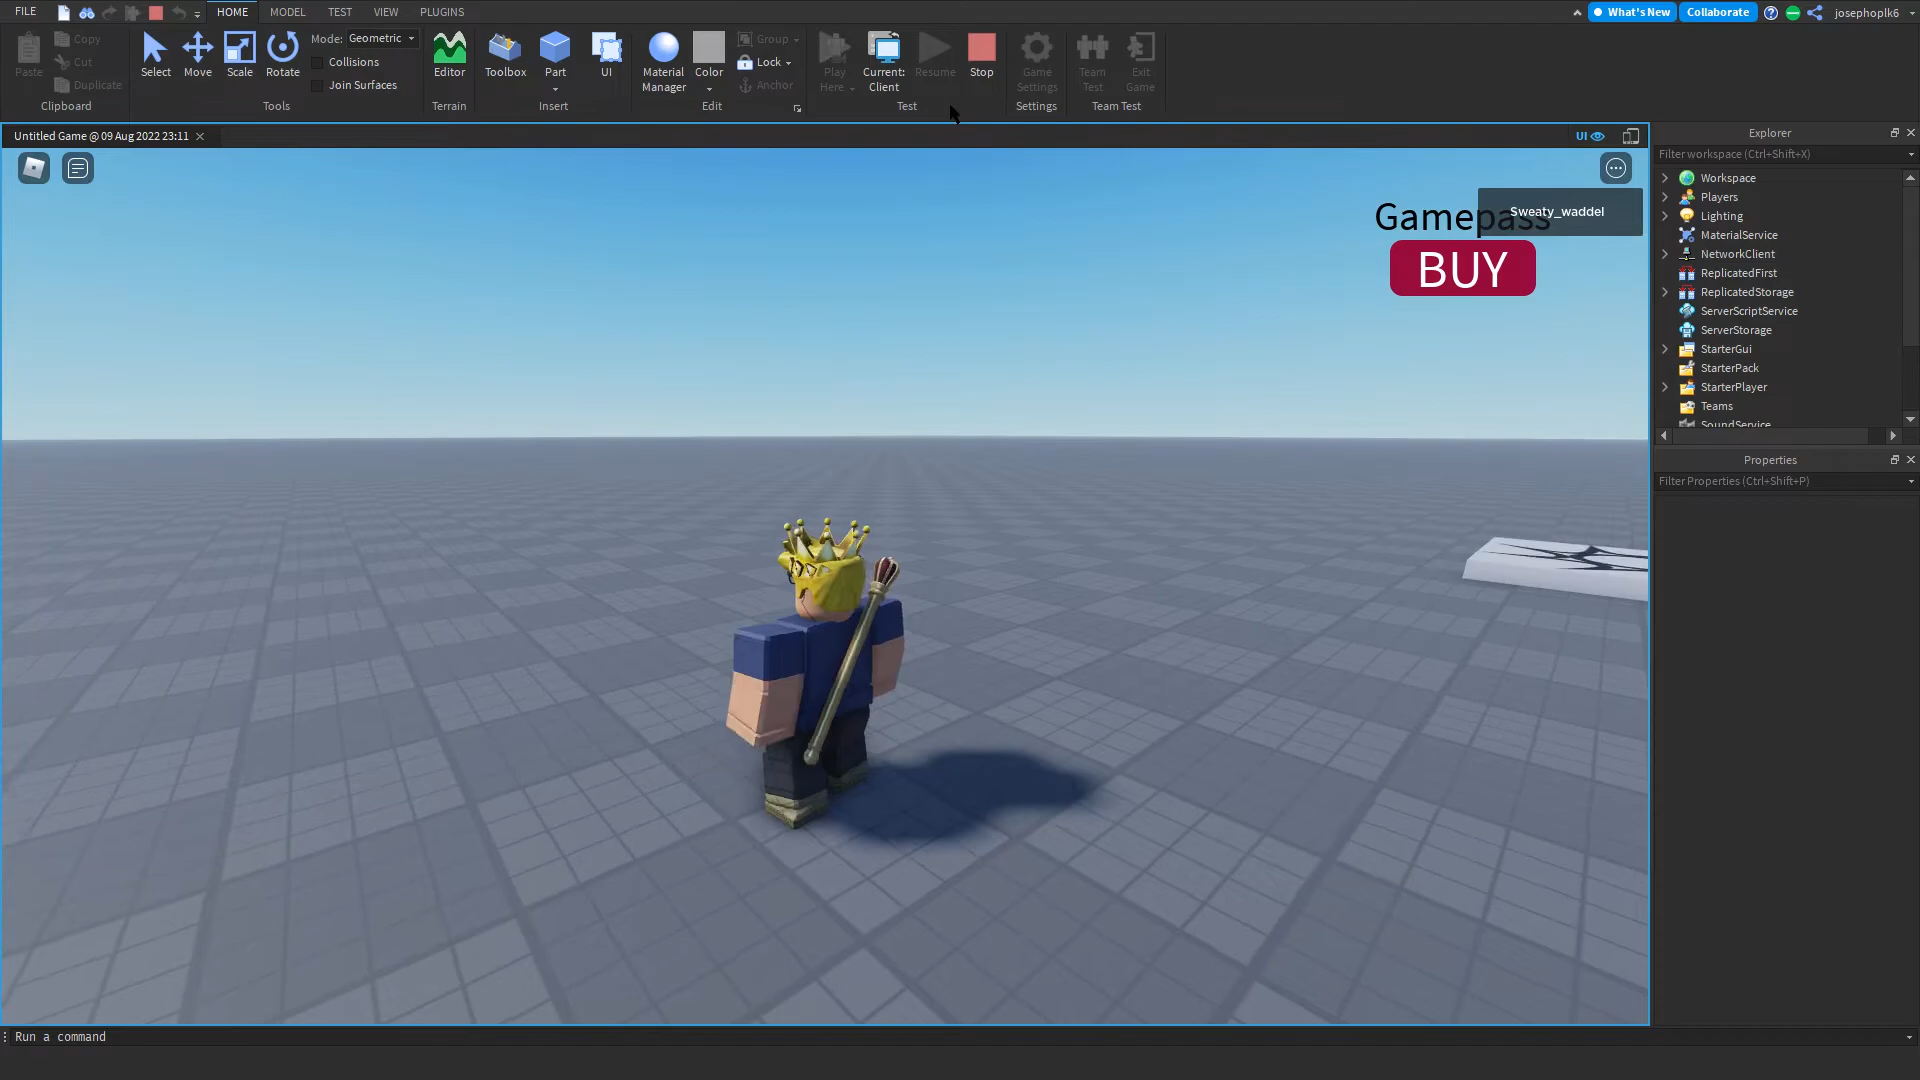 FILE
HOME
MODEL
TEST
VIEW
PLUGINS
What's New
Collaborate
josephoplk6
Paste
Copy
Cut
Duplicate
Clipboard
Select
Move
Scale
Rotate
Mode: Geometric
Collisions
Join Surfaces
Tools
Editor
Terrain
Toolbox
Part
UI
Insert
Material
Manager
Color
Group
Lock
Anchor
Edit
Play
Here
Current:
Client
Resume
Stop
Test
Game
Settings
Settings
Team
Test
Exit
Game
Team Test
Untitled Game @ 09 Aug 2022 23:11
UI
Gamepass
Sweaty_waddel
BUY
Explorer
Filter workspace (Ctrl+Shift+X)
Workspace
Players
Lighting
MaterialService
NetworkClient
ReplicatedFirst
ReplicatedStorage
ServerScriptService
ServerStorage
StarterGui
StarterPack
StarterPlayer
Teams
SoundService
Properties
Filter Properties (Ctrl+Shift+P)
Run a command